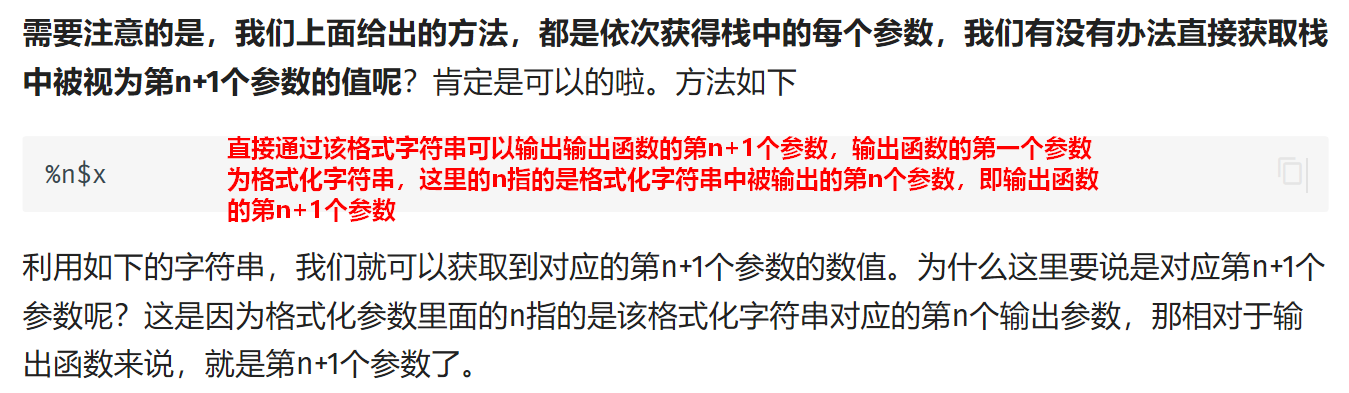 需要注意的是，我们上面给出的方法，都是依次获得栈中的每个参数，我们有没有办法直接获取栈
中被视为第n+1个参数的值呢？肯定是可以的啦。方法如下
%n$x
直接通过该格式字符串可以输出输出函数的第n+1个参数，输出函数的第一个参数
为格式化字符串，这里的n指的是格式化字符串中被输出的第n个参数，即输出函数
的第n+1个参数
利用如下的字符串，我们就可以获取到对应的第n+1个参数的数值。为什么这里要说是对应第n+1个
参数呢？这是因为格式化参数里面的n指的是该格式化字符串对应的第n个输出参数，那相对于输
出函数来说，就是第n+1个参数了。